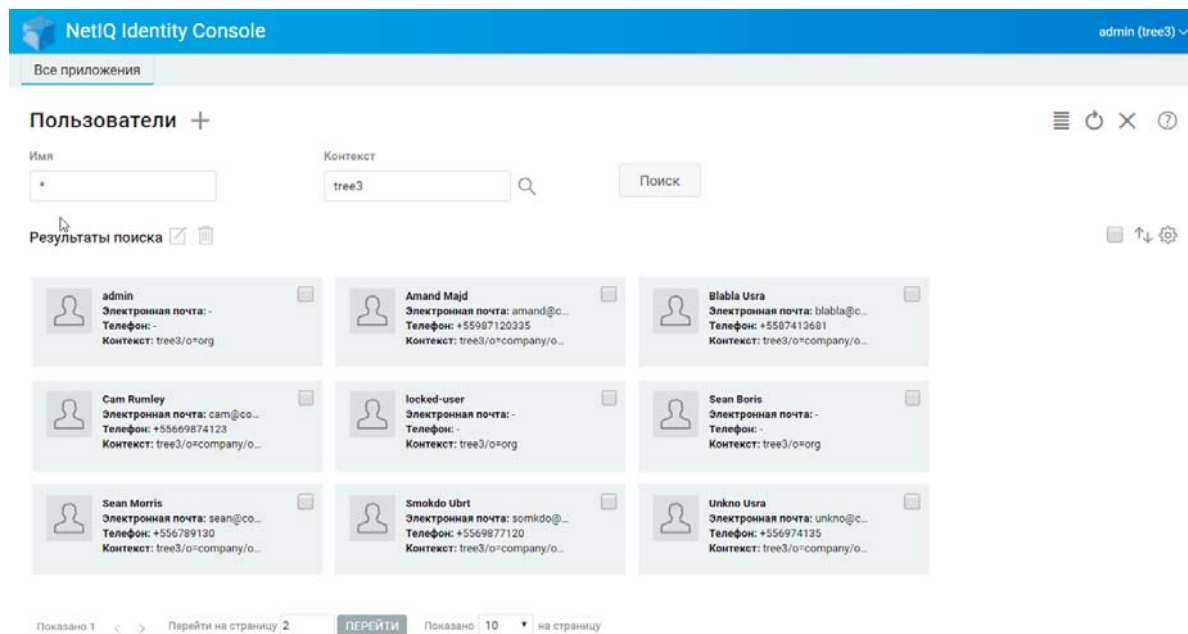 NetIQ Identity Console
admin (tree3)
Все приложения
Пользователи
Имя
Контекст
*
tree3
Поиск
Результаты поиска
admin
Электронная почта: -
Телефон: -
Контекст: tree3/o=org
Amand Majd
Электронная почта: amand@c...
Телефон: +55987120335
Контекст: tree3/o=company/o...
Blabla Usra
Электронная почта: blabla@c...
Телефон: +5587413681
Контекст: tree3/o=company/o...
Cam Rumley
Электронная почта: cam@co...
Телефон: +55669874123
Контекст: tree3/o=company/o...
locked-user
Электронная почта: -
Телефон: -
Контекст: tree3/o=org
Sean Boris
Электронная почта: -
Телефон: -
Контекст: tree3/o=org
Sean Morris
Электронная почта: sean@co...
Телефон: +556789130
Контекст: tree3/o=company/o...
Smokdo Ubrt
Электронная почта: somkdo@...
Телефон: +5569877120
Контекст: tree3/o=company/o...
Unkno Usra
Электронная почта: unkno@c...
Телефон: +556974135
Контекст: tree3/o=company/o...
Показано 1 < > Перейти на страницу 2 ПЕРЕЙТИ Показано 10 на страницу